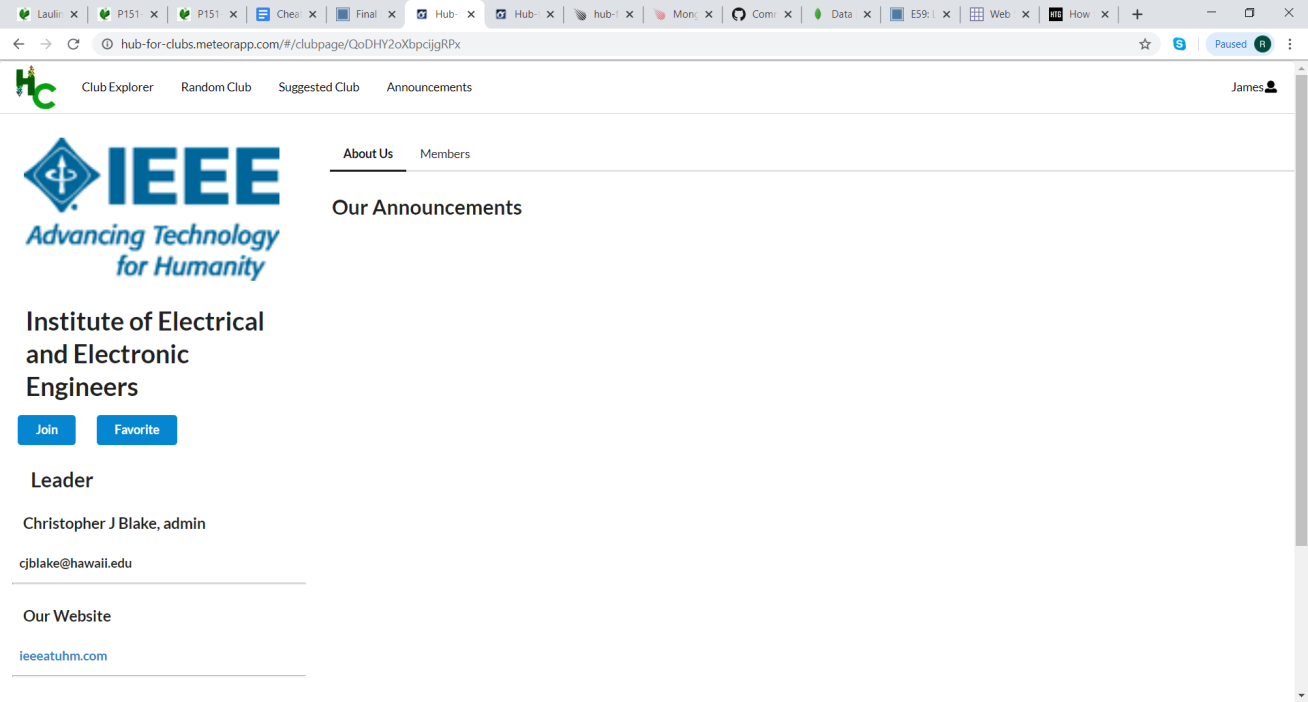 Laulin P151- P151 Chea Final Hub- Hub- hub-f Mong Comm Data E59: Web How
hub-for-clubs.meteorapp.com/#/clubpage/QoDHY2oXbpcijgRPx
S
Paused R
HC Club Explorer Random Club Suggested Club Announcements James
IEEE
Advancing Technology
for Humanity
About Us Members
Our Announcements
Institute of Electrical
and Electronic
Engineers
Join Favorite
Leader
Christopher J Blake, admin
cjblake@hawaii.edu
Our Website
ieeeatuhm.com